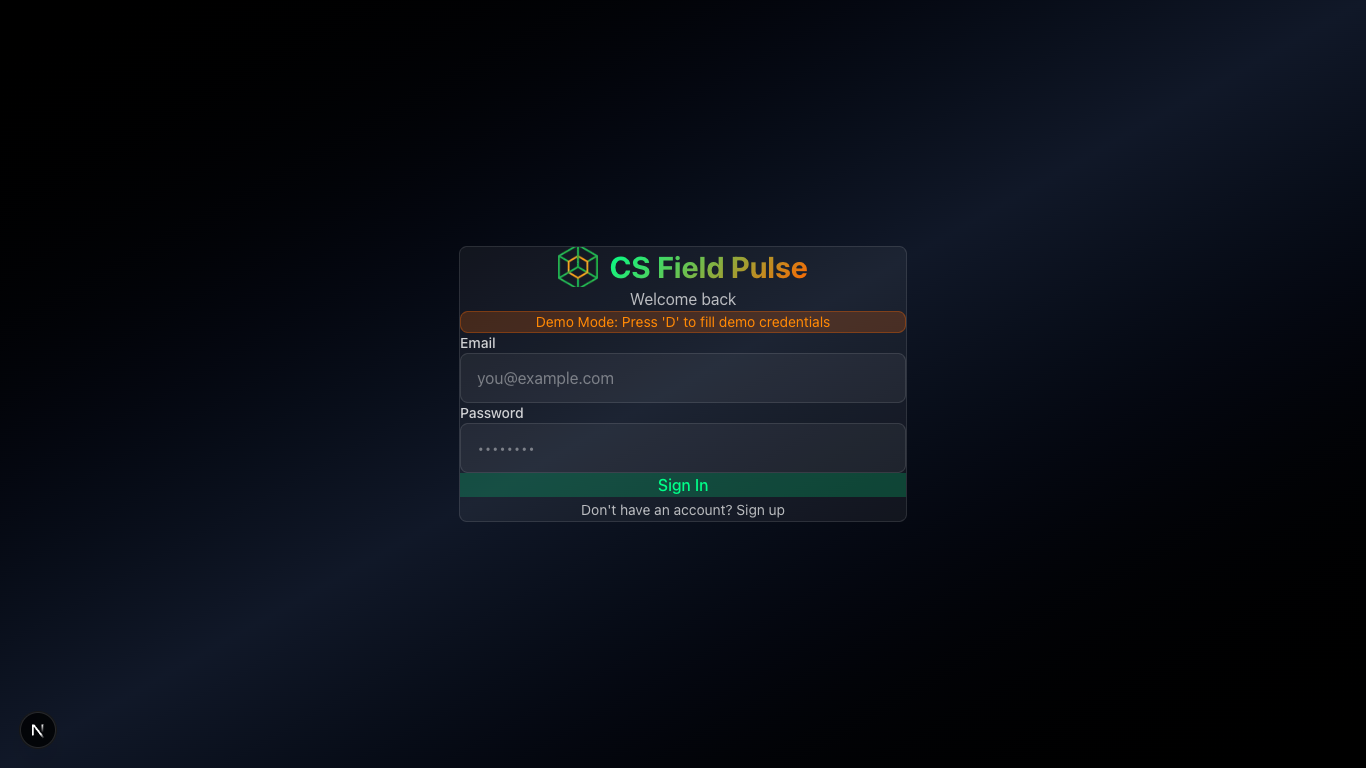 CS Field Pulse
Welcome back
Demo Mode: Press 'D' to fill demo credentials
Email
you@example.com
Password
••••••••
Sign In
Don't have an account? Sign up
N